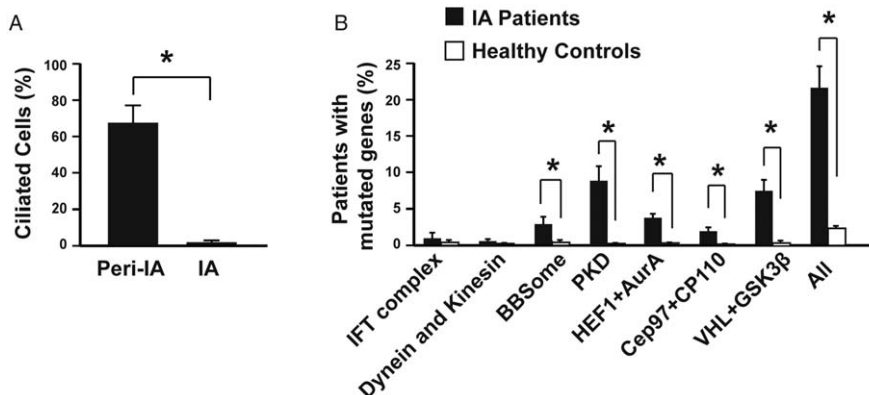 A
Ciliated Cells (%)
100
80
60
40
20
0
*
Peri-IA
IA
B
IA Patients
Healthy Controls
Patients with
mutated genes (%)
25
20
15
10
5
0
*
*
*
*
*
*
IFT complex
Dynein and Kinesin
BBSome
PKD
HEF1+AurA
Cep97+CP110
VHL+GSK3β
All